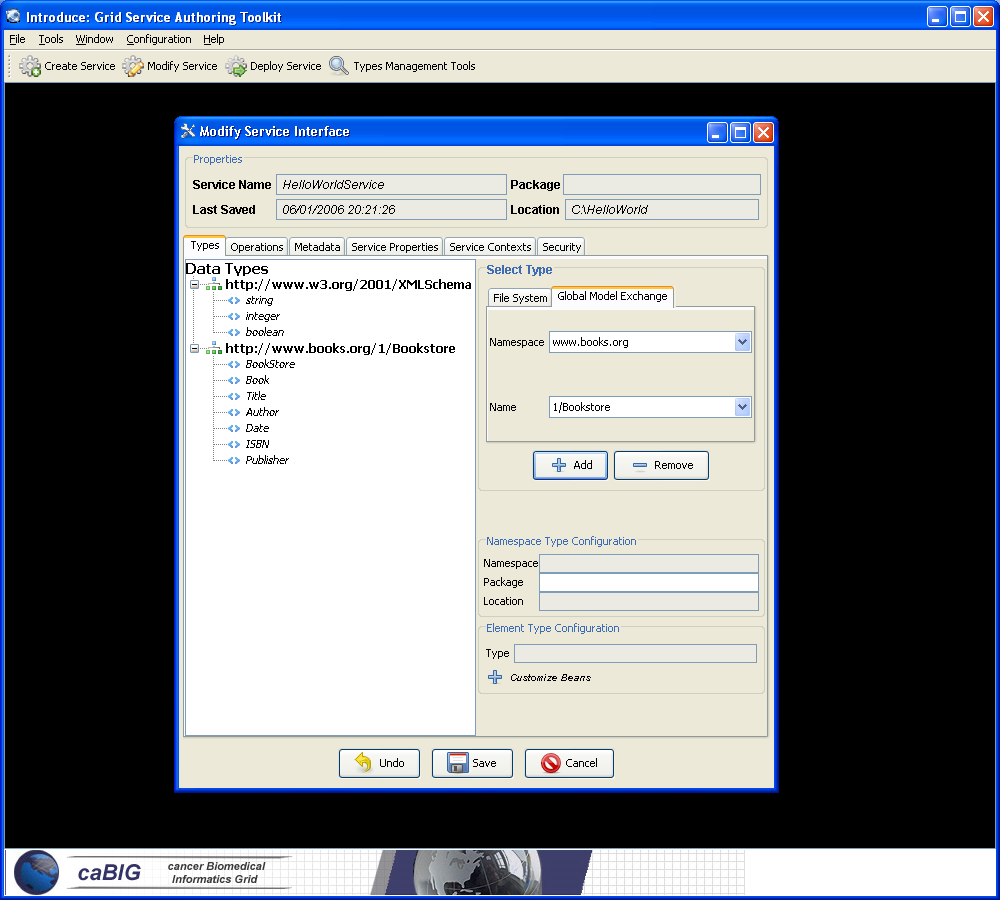 Introduce: Grid Service Authoring Toolkit
File Tools Window Configuration Help
Create Service Modify Service Deploy Service Types Management Tools
Modify Service Interface
Properties
Service Name HelloWorldService Package
Last Saved 06/01/2006 20:21:26 Location C:\HelloWorld
Types Operations Metadata Service Properties Service Contexts Security
Data Types
http://www.w3.org/2001/XMLSchema
string
integer
boolean
http://www.books.org/1/Bookstore
BookStore
Book
Title
Author
Date
ISBN
Publisher
Select Type
File System Global Model Exchange
Namespace www.books.org
Name 1/Bookstore
Add Remove
Namespace Type Configuration
Namespace
Package
Location
Element Type Configuration
Type
Customize Beans
Undo Save Cancel
caBIG
cancer Biomedical
Informatics Grid